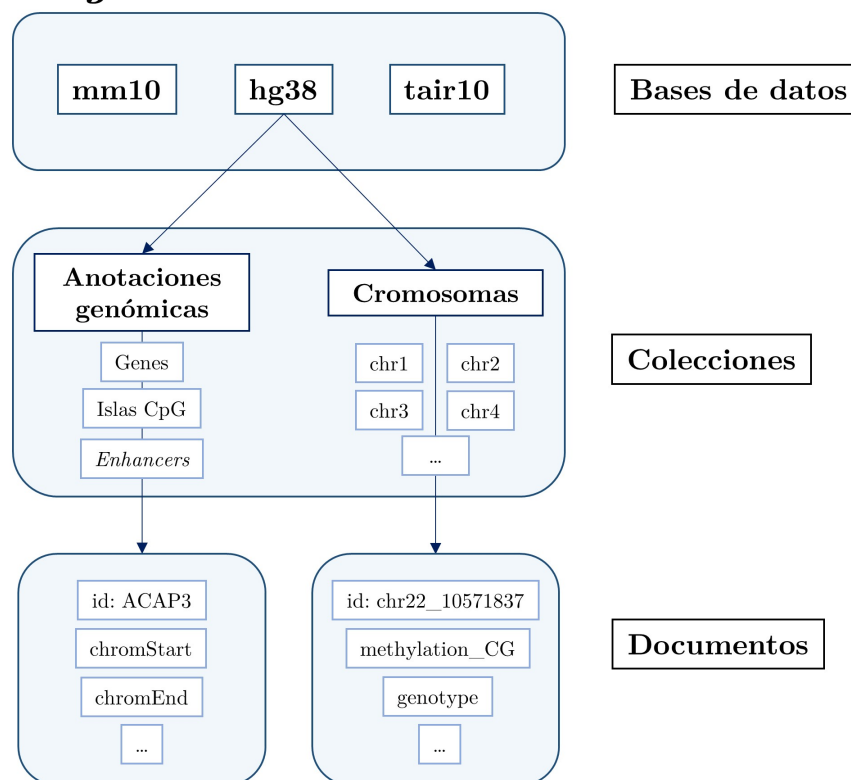 mm10
hg38
tair10
Bases de datos
Anotaciones
genómicas
Cromosomas
Genes
Islas CpG
Enhancers
chr1
chr2
chr3
chr4
...
Colecciones
id: ACAP3
chromStart
chromEnd
...
id: chr22_10571837
methylation_CG
genotype
...
Documentos